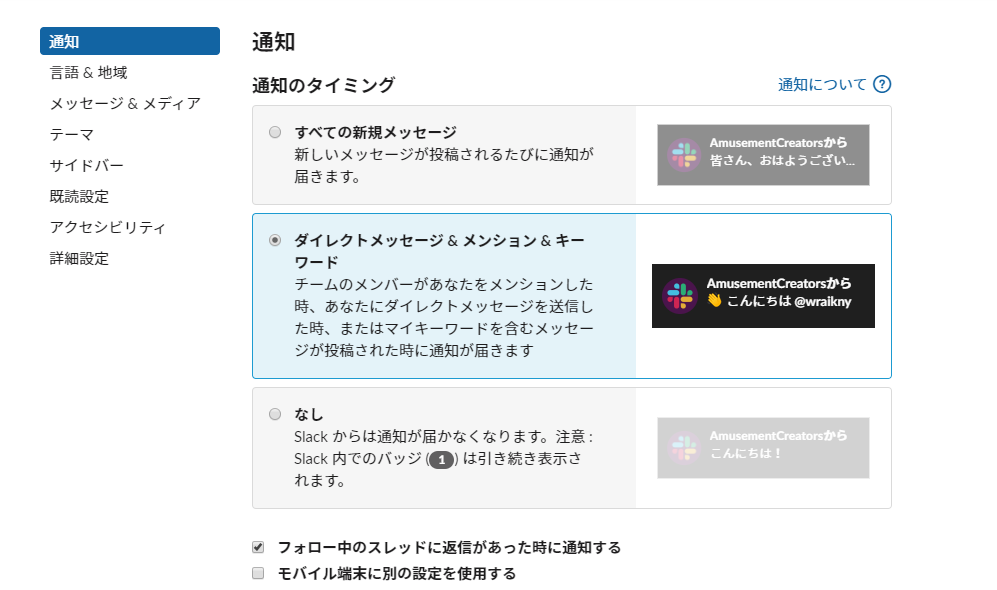 通知
言語 & 地域
メッセージ & メディア
テーマ
サイドバー
既読設定
アクセシビリティ
詳細設定
通知
通知のタイミング
通知について ?
すべての新規メッセージ
新しいメッセージが投稿されるたびに通知が
届きます。
AmusementCreatorsから
皆さん、おはようござい...
ダイレクトメッセージ & メンション & キー
ワード
チームのメンバーがあなたをメンションした
時、あなたにダイレクトメッセージを送信し
た時、またはマイキーワードを含むメッセー
ジが投稿された時に通知が届きます
AmusementCreatorsから
👋 こんにちは @wraikny
なし
Slack からは通知が届かなくなります。注意 :
Slack 内でのバッジ (1) は引き続き表示さ
れます。
AmusementCreatorsから
こんにちは！
フォロー中のスレッドに返信があった時に通知する
モバイル端末に別の設定を使用する